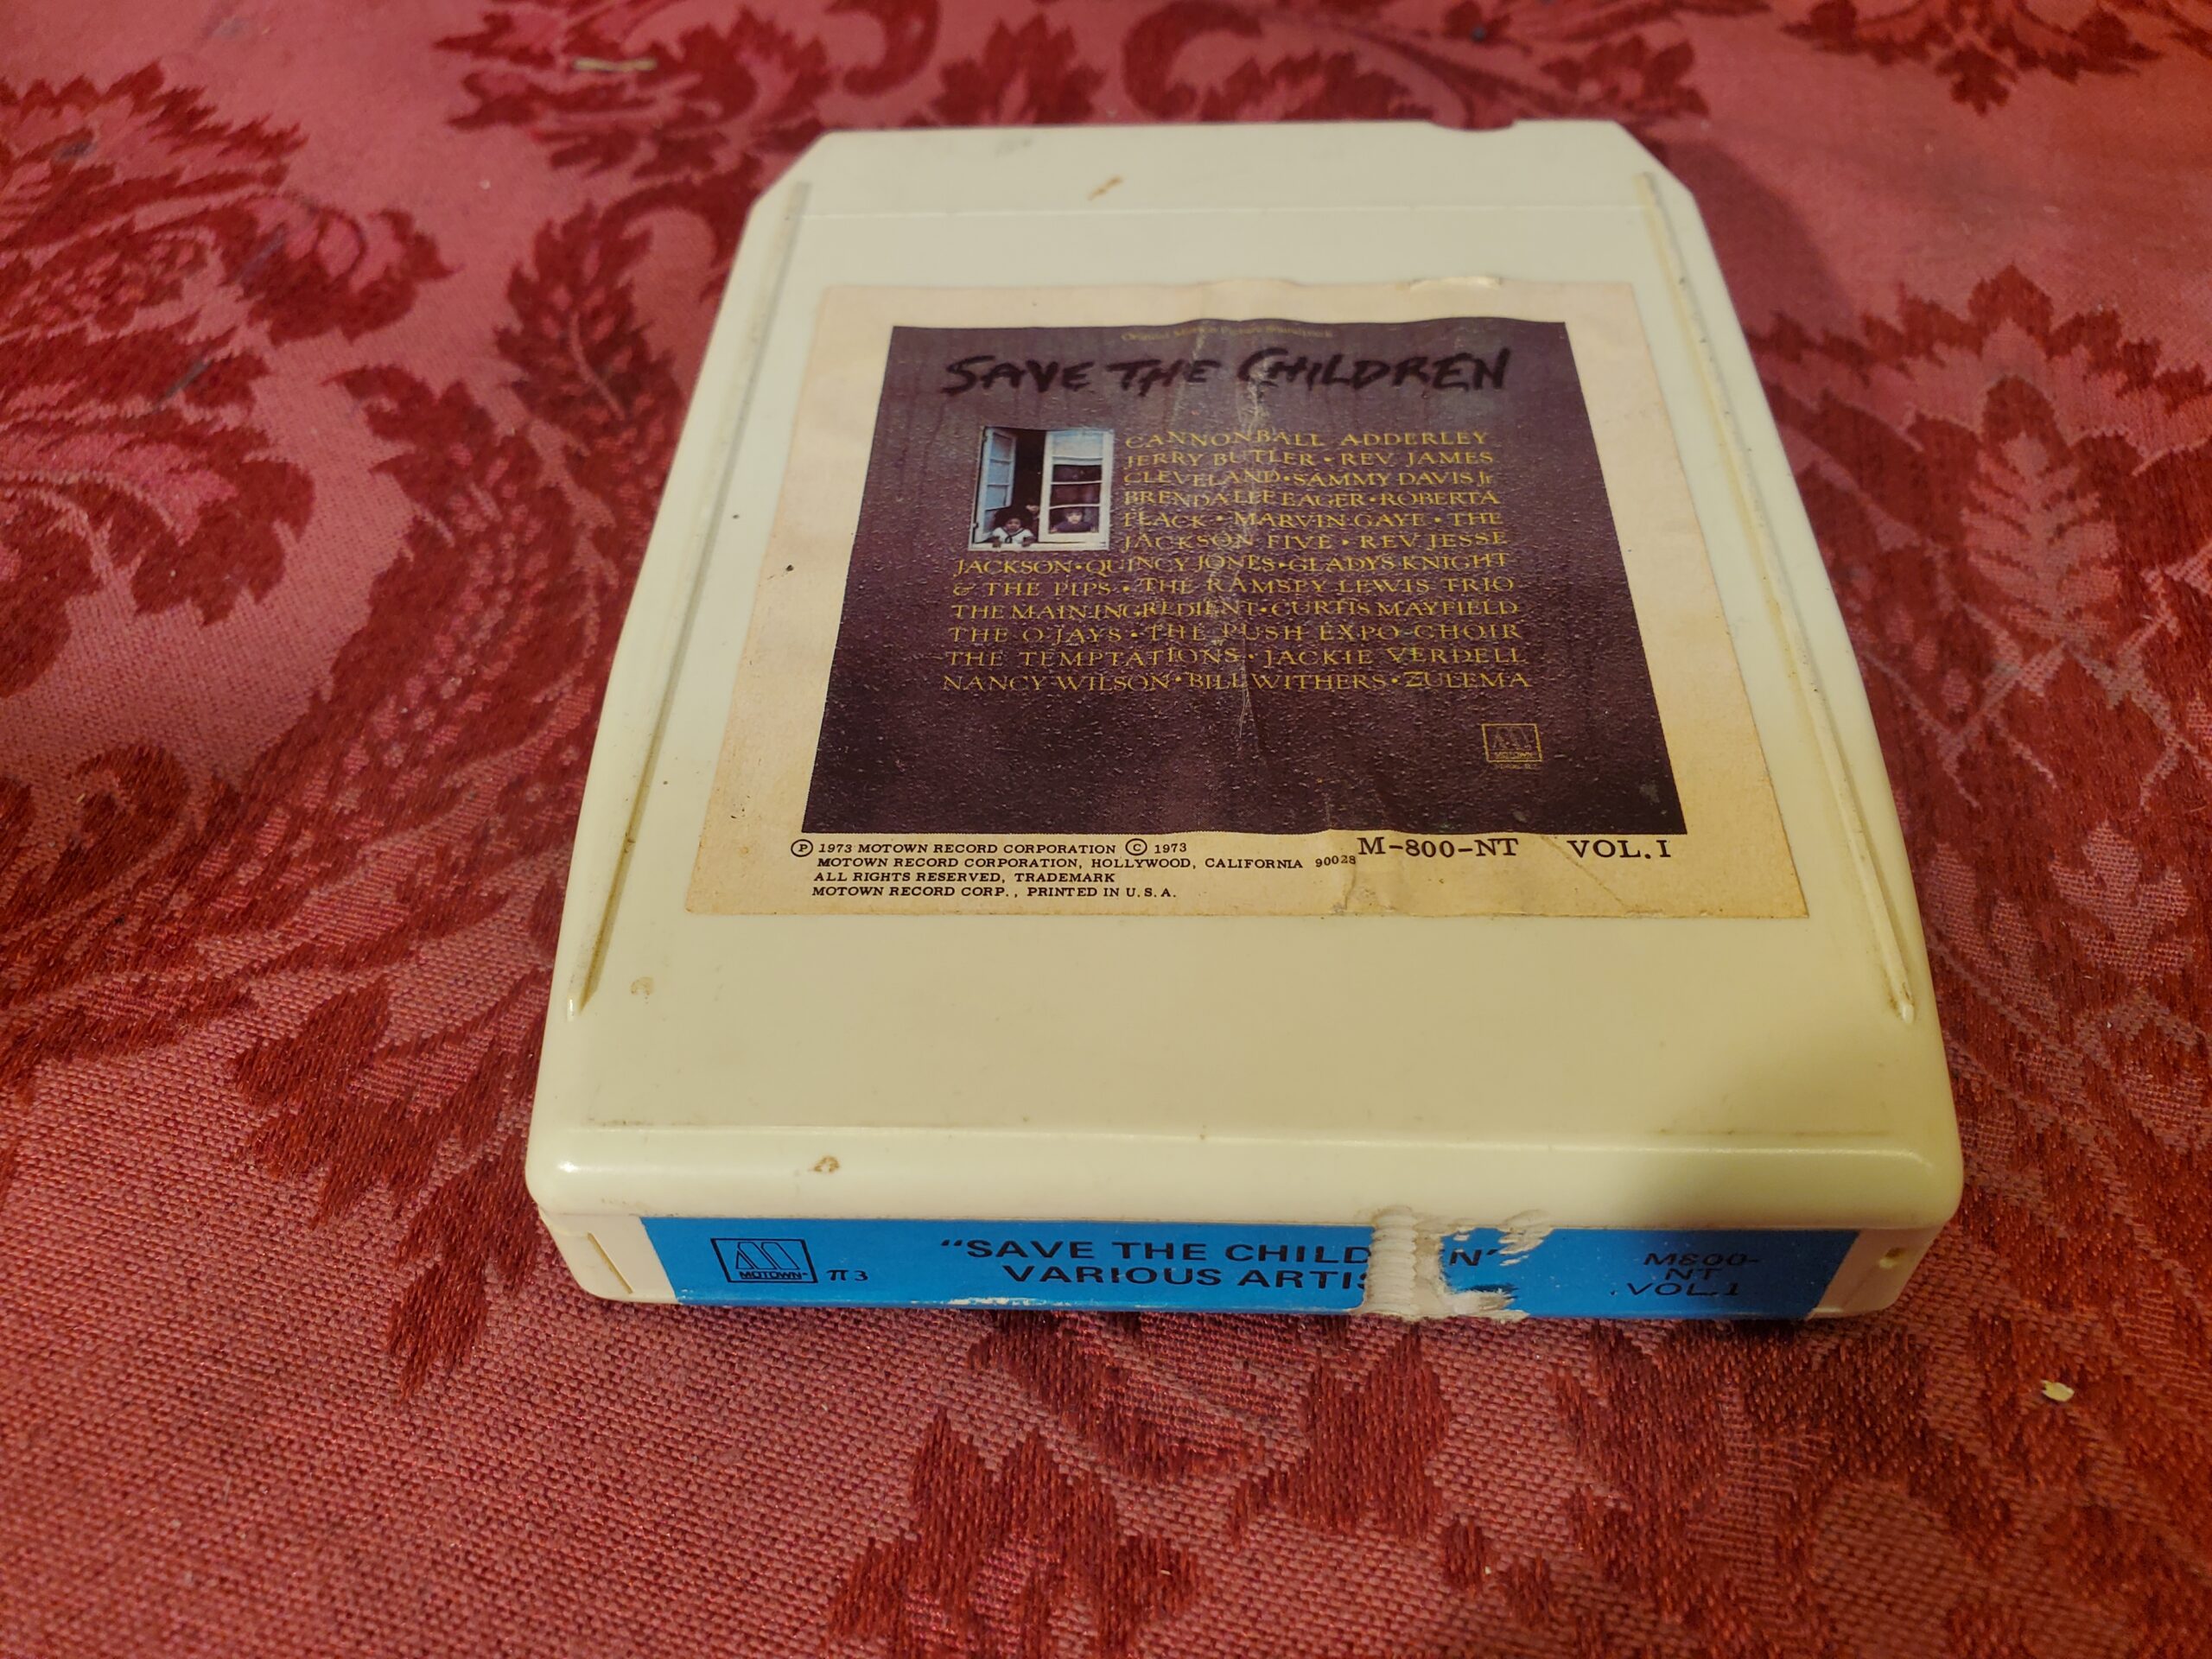 Original Motion Picture Soundtrack
SAVE THE CHILDREN
CANNONBALL ADDERLEY
JERRY BUTLER • REV JAMES
CLEVELAND • SAMMY DAVIS Jr
BRENDA LEE EAGER • ROBERTA
FLACK • MARVIN GAYE • THE
JACKSON FIVE • REV JESSE
JACKSON • QUINCY JONES • GLADYS KNIGHT
& THE PIPS • THE RAMSEY LEWIS TRIO
THE MAIN INGREDIENT • CURTIS MAYFIELD
THE O'JAYS • THE PUSH EXPO CHOIR
THE TEMPTATIONS • JACKIE VERDELL
NANCY WILSON • BILL WITHERS • ZULEMA
MOTOWN
Ⓟ 1973 MOTOWN RECORD CORPORATION © 1973
MOTOWN RECORD CORPORATION, HOLLYWOOD, CALIFORNIA 90028
ALL RIGHTS RESERVED, TRADEMARK
MOTOWN RECORD CORP., PRINTED IN U.S.A.
M-800-NT VOL. I
MOTOWN
π 3
"SAVE THE CHILD N"
VARIOUS ARTIS
M800-
NT
VOL.1